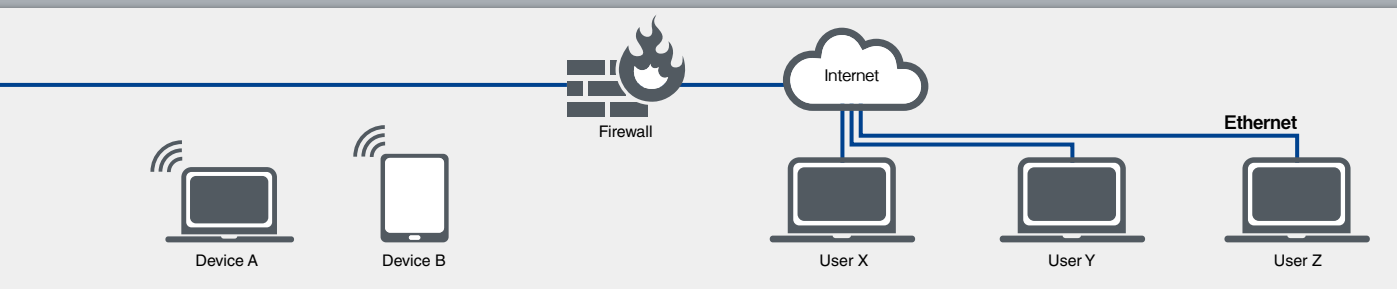 Internet
Ethernet
Firewall
Device A
Device B
User X
User Y
User Z